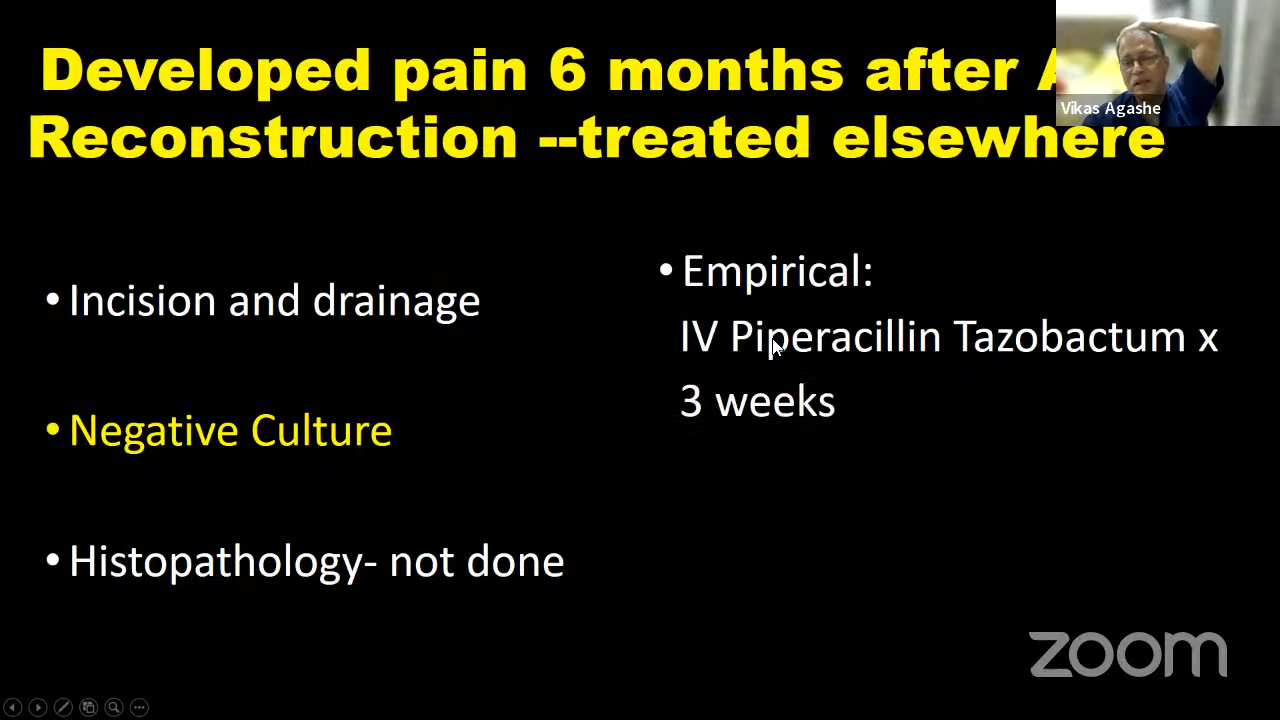 Developed pain 6 months after
Reconstruction --treated elsewhere
Vikas Agashe
• Incision and drainage
• Negative Culture
• Histopathology- not done
• Empirical:
IV Piperacillin Tazobactum x
3 weeks
zoom